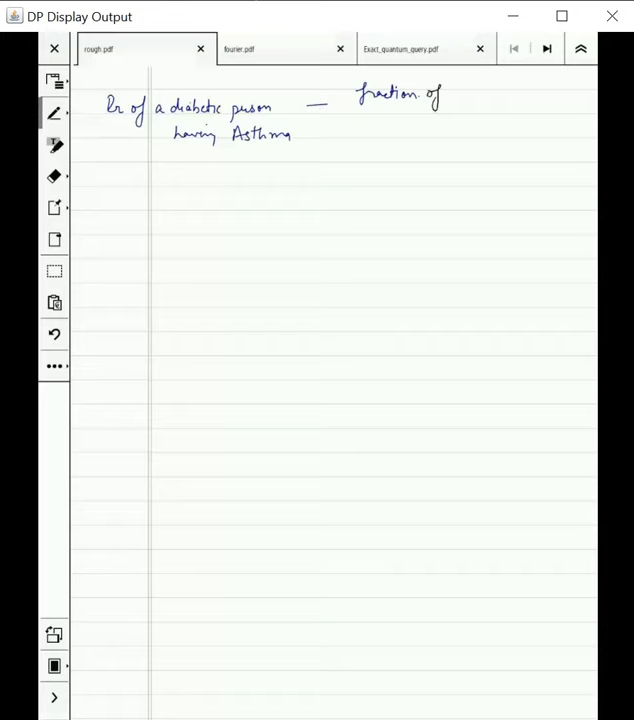 DP Display Output
rough.pdf
fourier.pdf
Exact_quantum_query.pdf
Pr of a diabetic person — fraction of
having Asthma